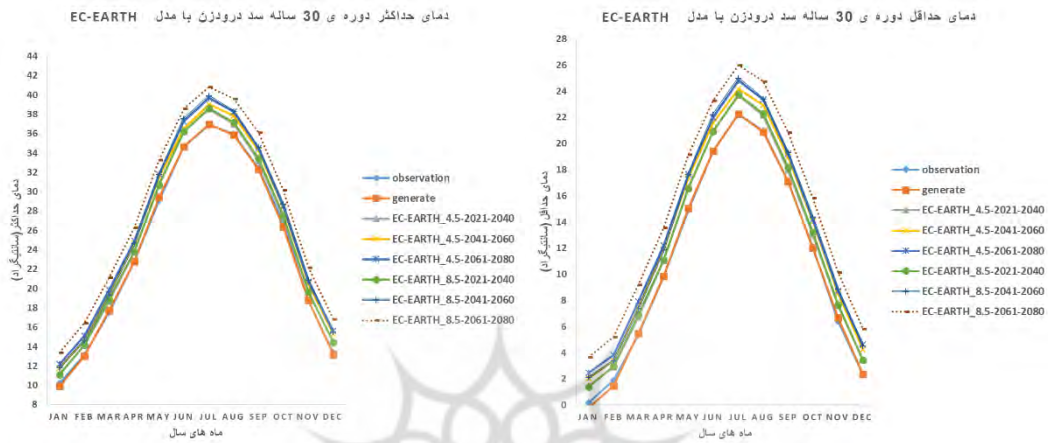 دمای حداکثر دوره ی 30 ساله سد درودزن با مدل EC-EARTH
44
42
40
38
36
34
32
30
28
26
24
22
20
18
16
14
12
10
8
دمای حداکثر(سانتیگراد)
JAN FEB MAR APR MAY JUN JUL AUG SEP OCT NOV DEC
ماه های سال
observation
generate
EC-EARTH_4.5-2021-2040
EC-EARTH_4.5-2041-2060
EC-EARTH_4.5-2061-2080
EC-EARTH_8.5-2021-2040
EC-EARTH_8.5-2041-2060
EC-EARTH_8.5-2061-2080
دمای حداقل دوره ی 30 ساله سد درودزن با مدل EC-EARTH
28
26
24
22
20
18
16
14
12
10
8
6
4
2
0
دمای حداقل(سانتیگراد)
JAN FEB MAR APR MAY JUN JUL AUG SEP OCT NOV DEC
ماه های سال
observation
generate
EC-EARTH_4.5-2021-2040
EC-EARTH_4.5-2041-2060
EC-EARTH_4.5-2061-2080
EC-EARTH_8.5-2021-2040
EC-EARTH_8.5-2041-2060
EC-EARTH_8.5-2061-2080